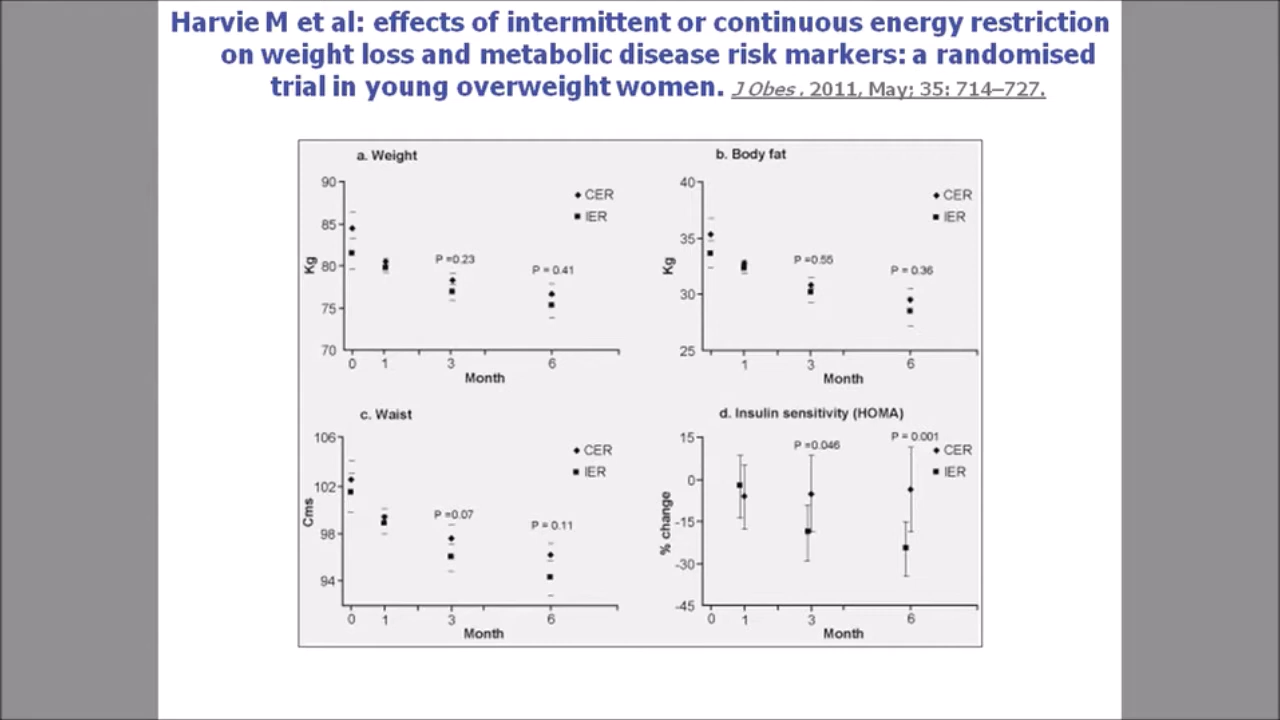 Harvie M et al: effects of intermittent or continuous energy restriction
on weight loss and metabolic disease risk markers: a randomised
trial in young overweight women. J Obes . 2011, May; 35: 714–727.
a. Weight
90
85
80
75
70
Kg
CER
IER
P =0.23
P = 0.41
0 1 3 6
Month
b. Body fat
40
35
30
25
Kg
CER
IER
P =0.55
P = 0.36
1 3 6
Month
c. Waist
106
102
98
94
Cms
CER
IER
P =0.07
P = 0.11
0 1 3 6
Month
d. Insulin sensitivity (HOMA)
15
0
-15
-30
-45
% change
P =0.046
P = 0.001
CER
IER
0 1 3 6
Month